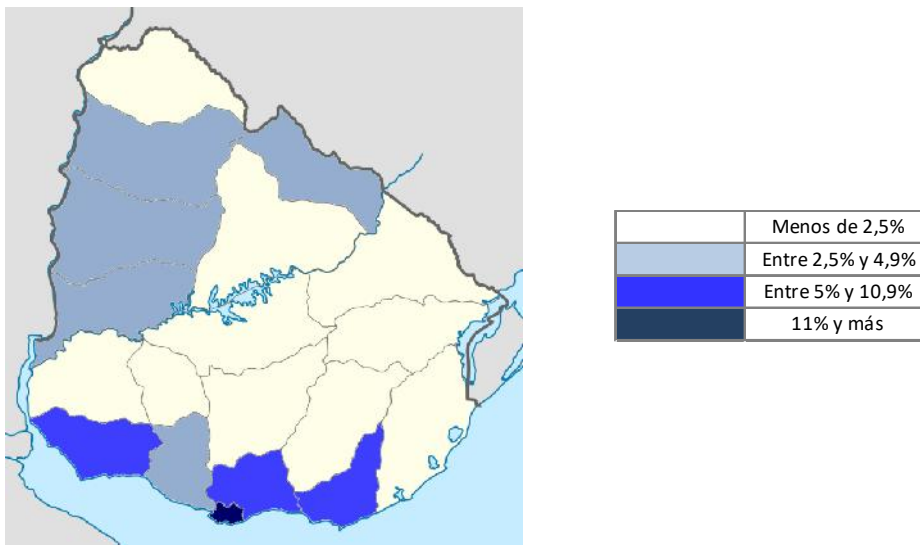 Menos de 2,5%
Entre 2,5% y 4,9%
Entre 5% y 10,9%
11% y más